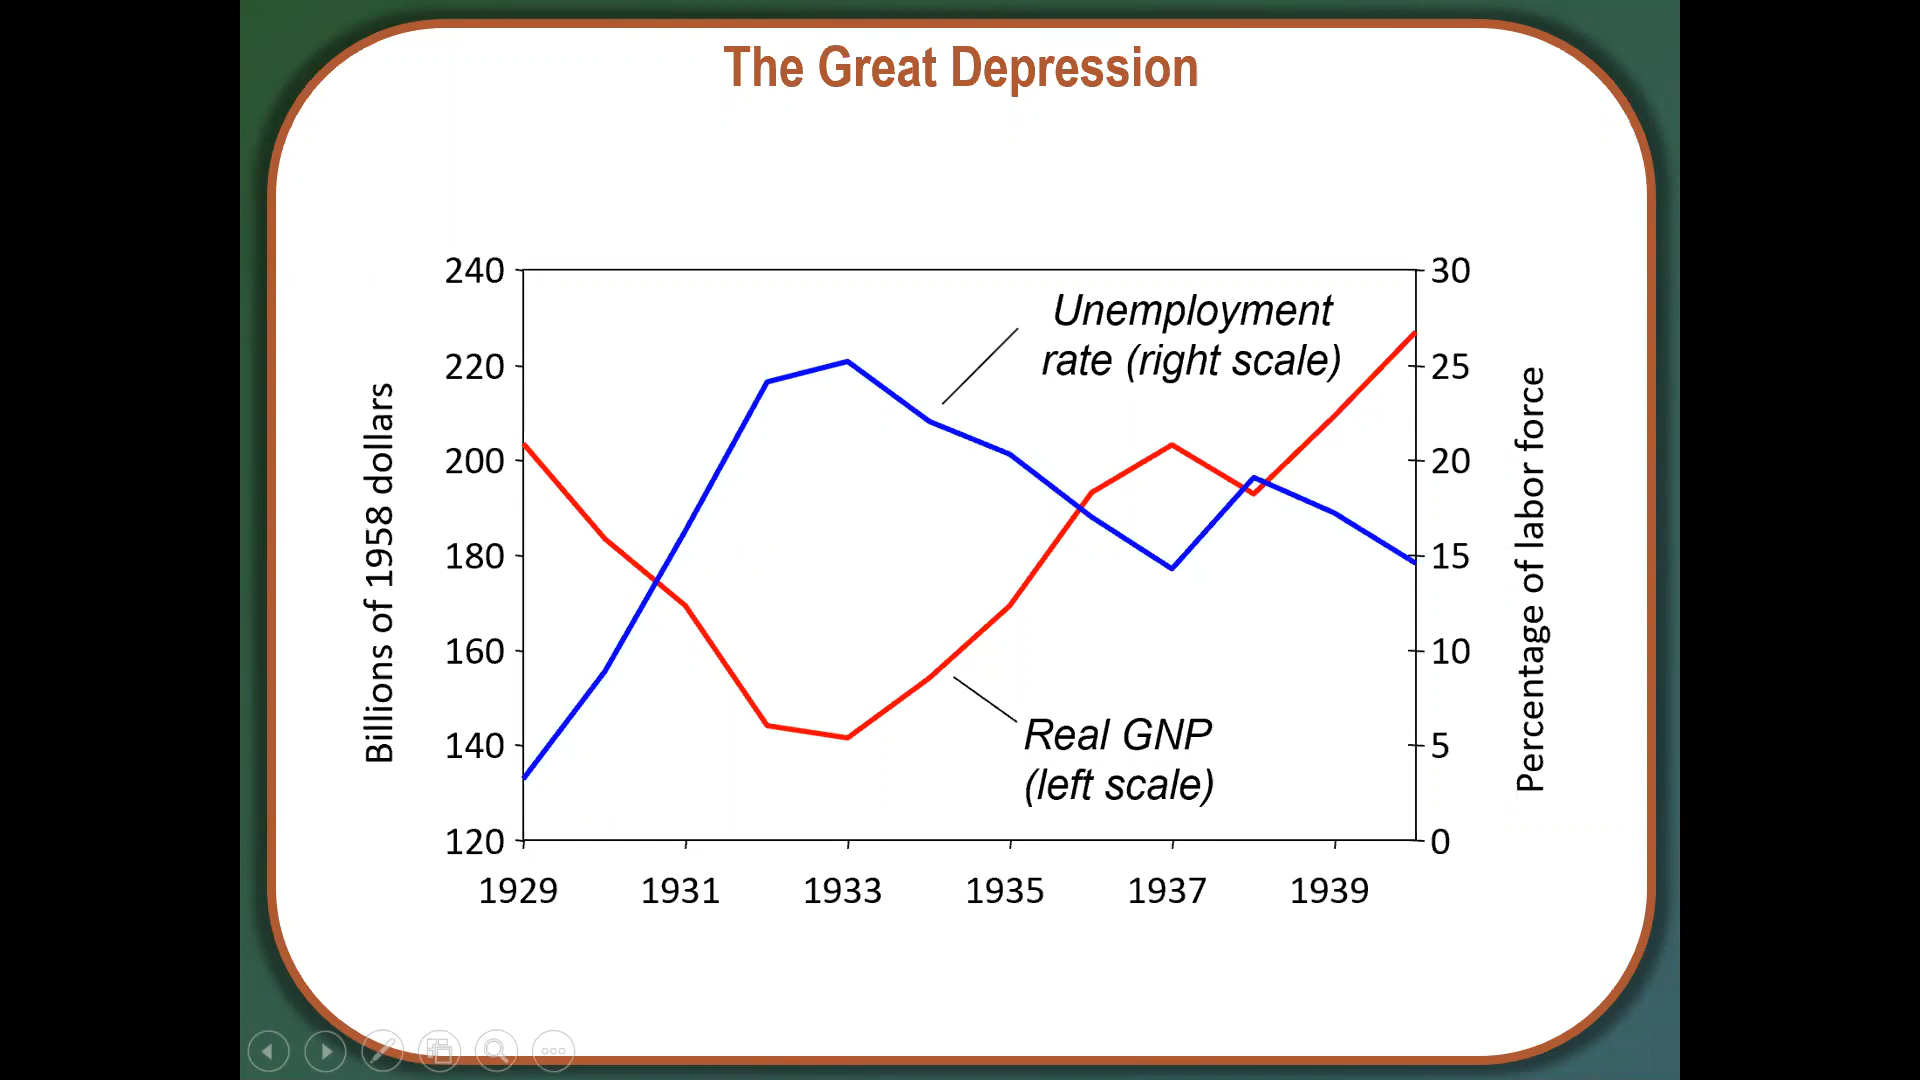 The Great Depression
240
220
200
180
160
140
120
30
25
20
15
10
5
0
Billions of 1958 dollars
Percentage of labor force
Unemployment
rate (right scale)
Real GNP
(left scale)
1929 1931 1933 1935 1937 1939